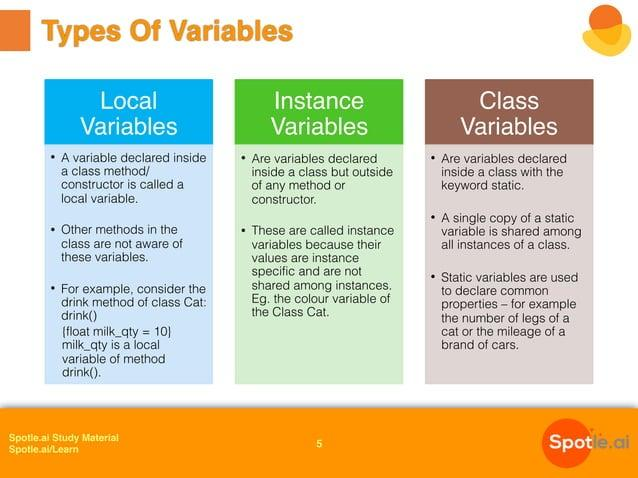 Types Of Variables
Local
Variables
• A variable declared inside
a class method/
constructor is called a
local variable.
• Other methods in the
class are not aware of
these variables.
• For example, consider the
drink method of class Cat:
drink()
{float milk_qty = 10}
milk_qty is a local
variable of method
drink().
Instance
Variables
• Are variables declared
inside a class but outside
of any method or
constructor.
• These are called instance
variables because their
values are instance
specific and are not
shared among instances.
Eg. the colour variable of
the Class Cat.
Class
Variables
• Are variables declared
inside a class with the
keyword static.
• A single copy of a static
variable is shared among
all instances of a class.
• Static variables are used
to declare common
properties – for example
the number of legs of a
cat or the mileage of a
brand of cars.
Spotle.ai Study Material
Spotle.ai/Learn
5
Spotle.ai